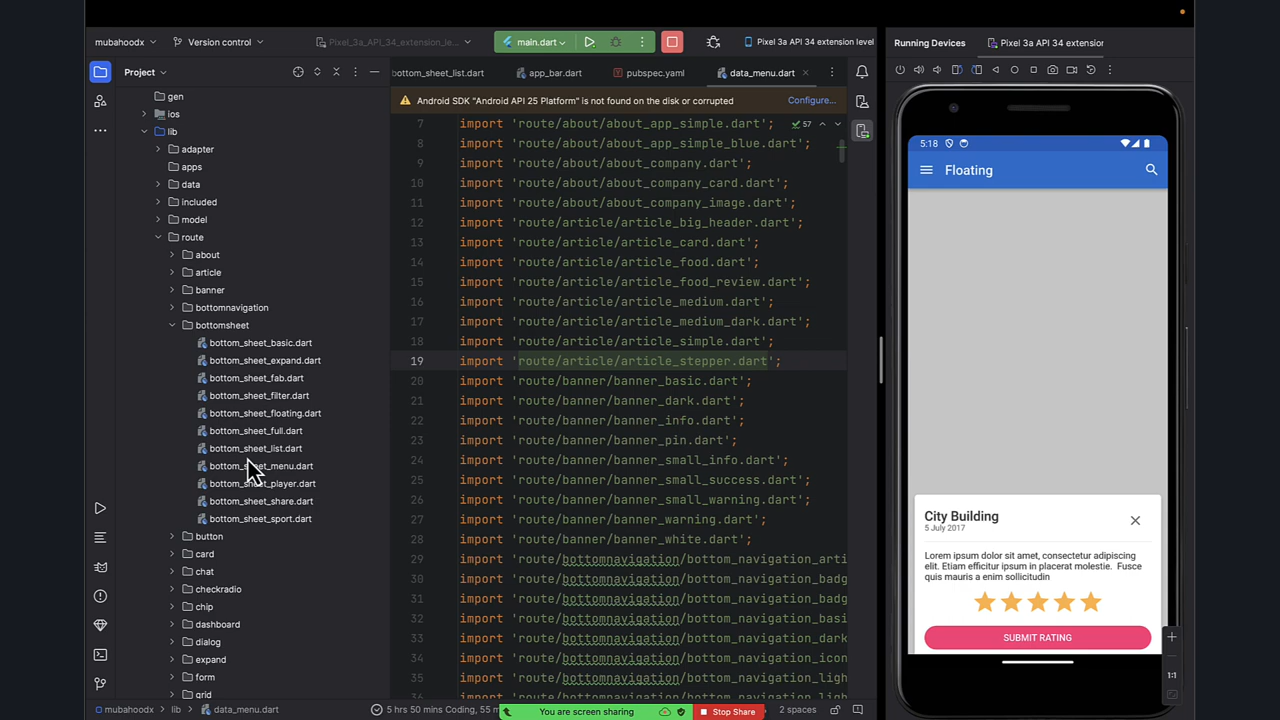 mubahoodx
Version control
Pixel_3a_API_34_extension_le...
main.dart
Pixel 3a API 34 extension level
Running Devices
Pixel 3a API 34 extension
Project
bottom_sheet_list.dart
app_bar.dart
pubspec.yaml
data_menu.dart
Android SDK "Android API 25 Platform" is not found on the disk or corrupted
Configure...
57
gen
ios
lib
adapter
apps
data
included
model
route
about
article
banner
bottomnavigation
bottomsheet
bottom_sheet_basic.dart
bottom_sheet_expand.dart
bottom_sheet_fab.dart
bottom_sheet_filter.dart
bottom_sheet_floating.dart
bottom_sheet_full.dart
bottom_sheet_list.dart
bottom_sheet_menu.dart
bottom_sheet_player.dart
bottom_sheet_share.dart
bottom_sheet_sport.dart
button
card
chat
checkradio
chip
dashboard
dialog
expand
form
grid
7 import 'route/about/about_app_simple.dart';
8 import 'route/about/about_app_simple_blue.dart';
9 import 'route/about/about_company.dart';
10 import 'route/about/about_company_card.dart';
11 import 'route/about/about_company_image.dart';
12 import 'route/article/article_big_header.dart';
13 import 'route/article/article_card.dart';
14 import 'route/article/article_food.dart';
15 import 'route/article/article_food_review.dart';
16 import 'route/article/article_medium.dart';
17 import 'route/article/article_medium_dark.dart';
18 import 'route/article/article_simple.dart';
19 import 'route/article/article_stepper.dart';
20 import 'route/banner/banner_basic.dart';
21 import 'route/banner/banner_dark.dart';
22 import 'route/banner/banner_info.dart';
23 import 'route/banner/banner_pin.dart';
24 import 'route/banner/banner_small_info.dart';
25 import 'route/banner/banner_small_success.dart';
26 import 'route/banner/banner_small_warning.dart';
27 import 'route/banner/banner_warning.dart';
28 import 'route/banner/banner_white.dart';
29 import 'route/bottomnavigation/bottom_navigation_arti
30 import 'route/bottomnavigation/bottom_navigation_badg
31 import 'route/bottomnavigation/bottom_navigation_badg
32 import 'route/bottomnavigation/bottom_navigation_basi
33 import 'route/bottomnavigation/bottom_navigation_dark
34 import 'route/bottomnavigation/bottom_navigation_icon
35 import 'route/bottomnavigation/bottom_navigation_ligh
5:18
Floating
City Building
5 July 2017
Lorem ipsum dolor sit amet, consectetur adipiscing
elit. Etiam efficitur ipsum in placerat molestie. Fusce
quis mauris a enim sollicitudin
SUBMIT RATING
1:1
mubahoodx > lib > data_menu.dart
5 hrs 50 mins Coding, 55 m
You are screen sharing
Stop Share
2 spaces